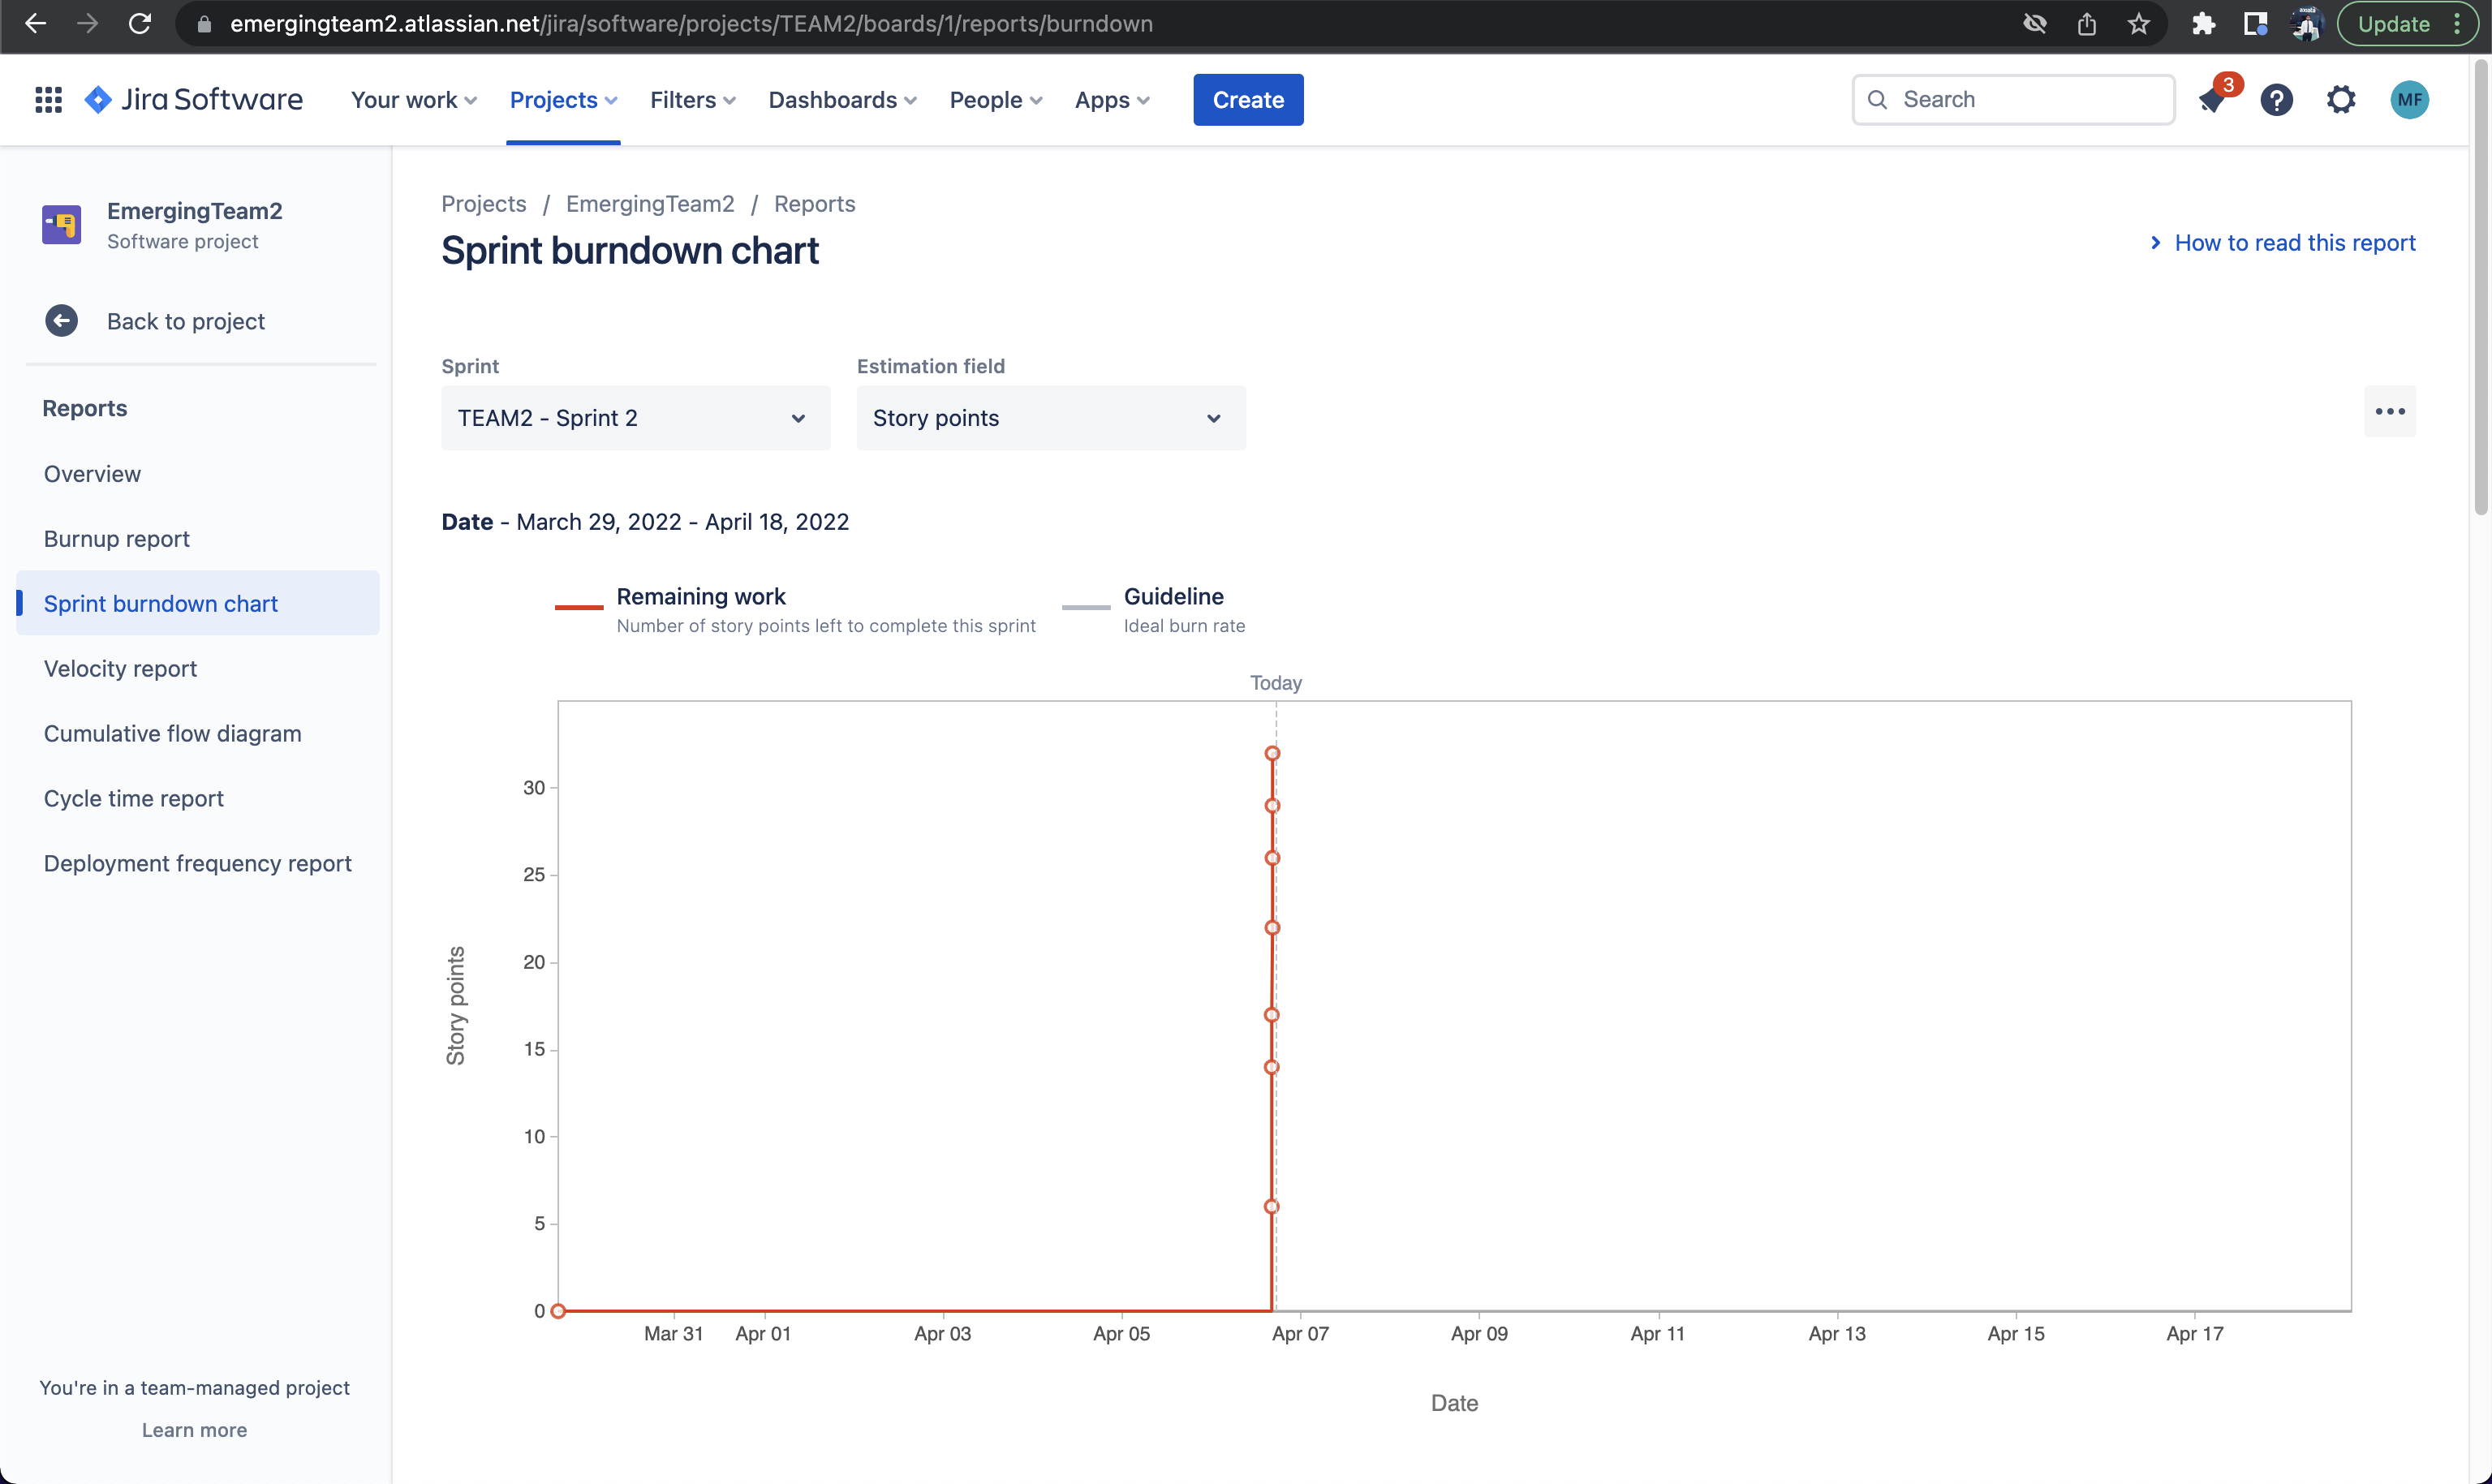 emergingteam2.atlassian.net/jira/software/projects/TEAM2/boards/1/reports/burndown
Update
Jira Software
Your work
Projects
Filters
Dashboards
People
Apps
Create
Search
3
MF
EmergingTeam2
Software project
Back to project
Reports
Overview
Burnup report
Sprint burndown chart
Velocity report
Cumulative flow diagram
Cycle time report
Deployment frequency report
You're in a team-managed project
Learn more
Projects / EmergingTeam2 / Reports
Sprint burndown chart
How to read this report
Sprint
TEAM2 - Sprint 2
Estimation field
Story points
Date - March 29, 2022 - April 18, 2022
Remaining work
Number of story points left to complete this sprint
Guideline
Ideal burn rate
Today
30
25
20
15
10
5
0
Story points
Mar 31
Apr 01
Apr 03
Apr 05
Apr 07
Apr 09
Apr 11
Apr 13
Apr 15
Apr 17
Date